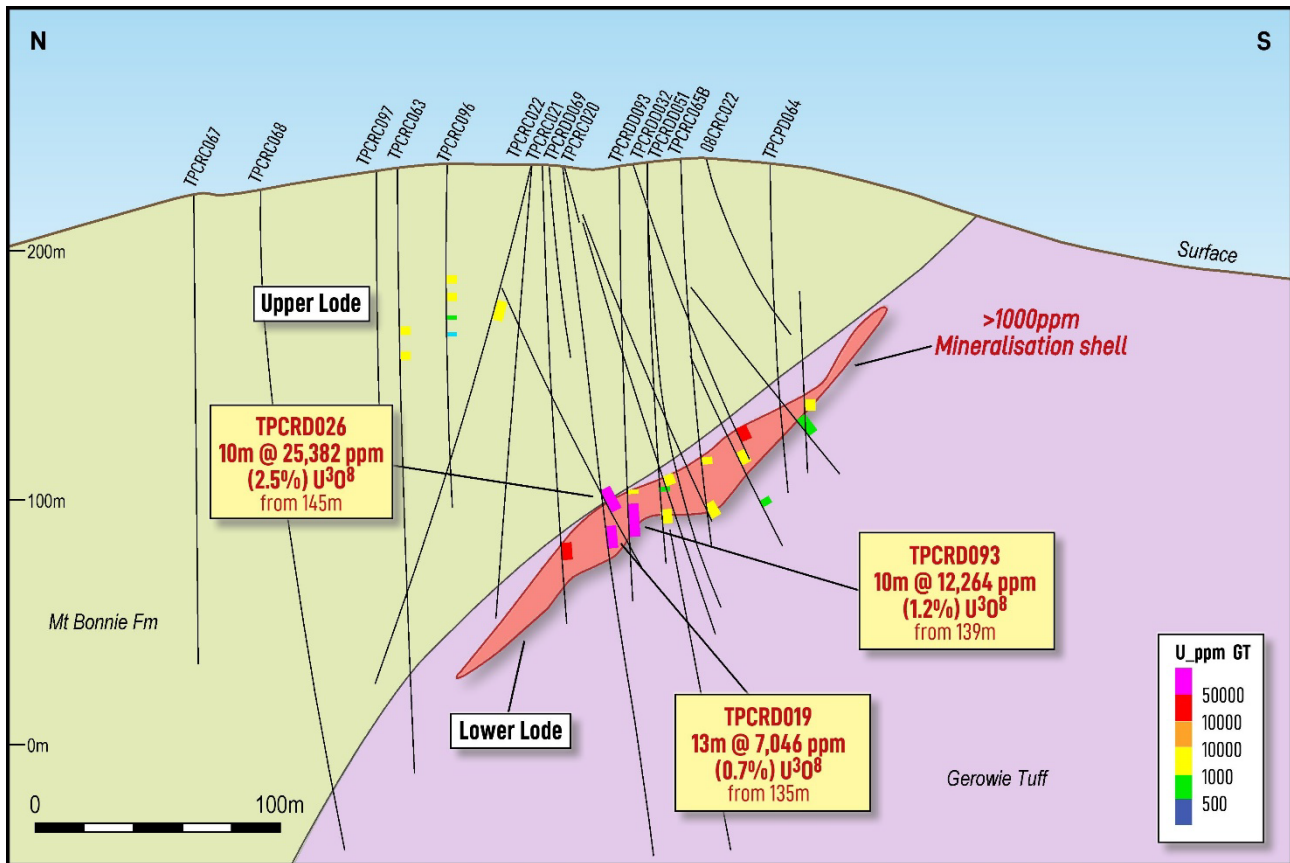 N
S
TPCRC067
TPCRC068
TPCRC097
TPCRC063
TPCRC096
TPCRC022
TPCRC021
TPCRDD069
TPCRC020
TPCRDD093
TPCRDD032
TPCRDD051
TPCRC065B
08CRC022
TPCPD064
200m
Surface
Upper Lode
>1000ppm
Mineralisation shell
TPCRD026
10m @ 25,382 ppm
(2.5%) U³O⁸
from 145m
100m
TPCRD093
10m @ 12,264 ppm
(1.2%) U³O⁸
from 139m
Mt Bonnie Fm
Lower Lode
TPCRD019
13m @ 7,046 ppm
(0.7%) U³O⁸
from 135m
0m
Gerowie Tuff
0
100m
U_ppm GT
50000
10000
10000
1000
500